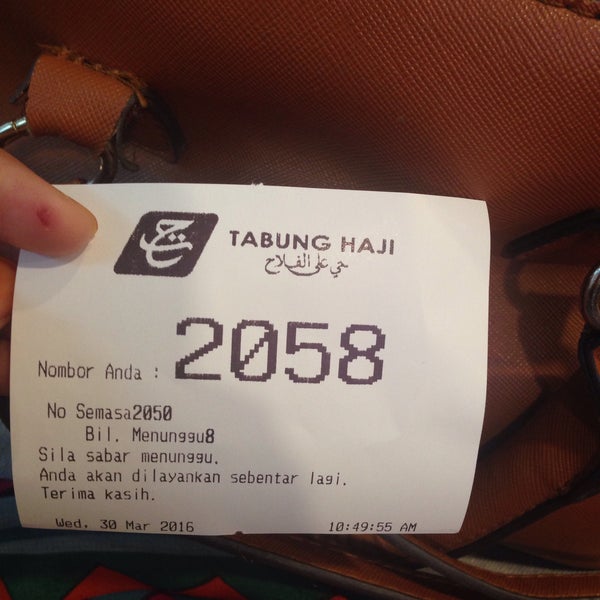 TABUNG HAJI
حي على الفلاح
Nombor Anda : 2058
No Semasa2050
Bil. Menunggu8
Sila sabar menunggu.
Anda akan dilayankan sebentar lagi.
Terima kasih.
Wed, 30 Mar 2016 10:49:55 AM